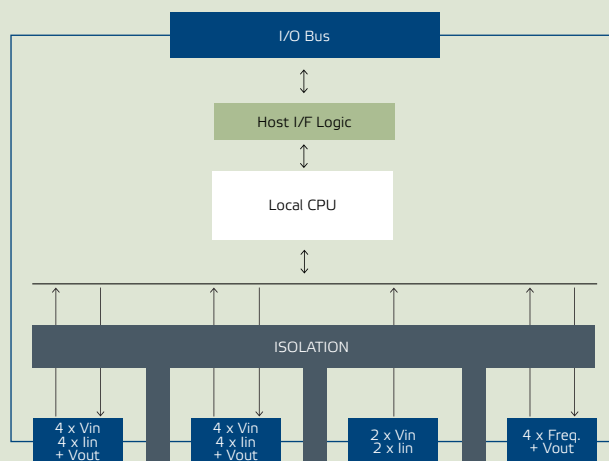 I/O Bus
Host I/F Logic
Local CPU
ISOLATION
4 x Vin
4 x Iin
+ Vout
4 x Vin
4 x Iin
+ Vout
2 x Vin
2 x Iin
4 x Freq.
+ Vout